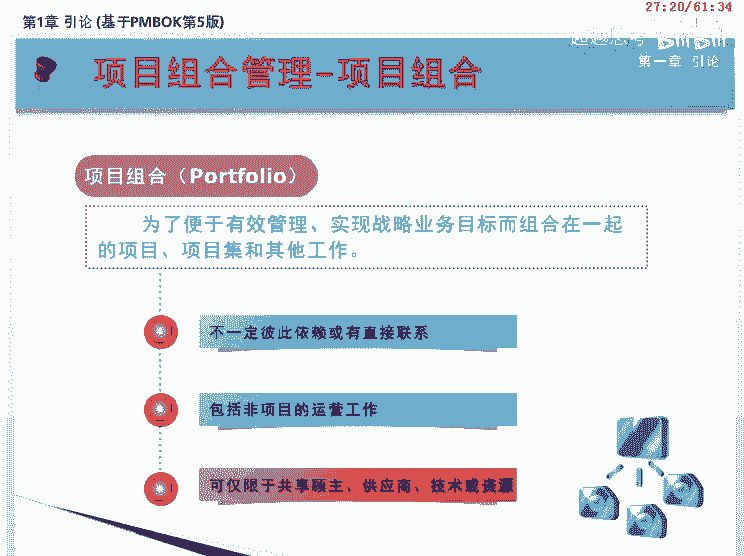 27:20/61:34
第1章 引论 (基于PMBOK第5版)
第一章 引论
项目组合管理-项目组合
项目组合（Portfolio）
为了便于有效管理、实现战略业务目标而组合在一起
的项目、项目集和其他工作。
不一定彼此依赖或有直接联系
包括非项目的运营工作
可仅限于共享顾主、供应商、技术或资源